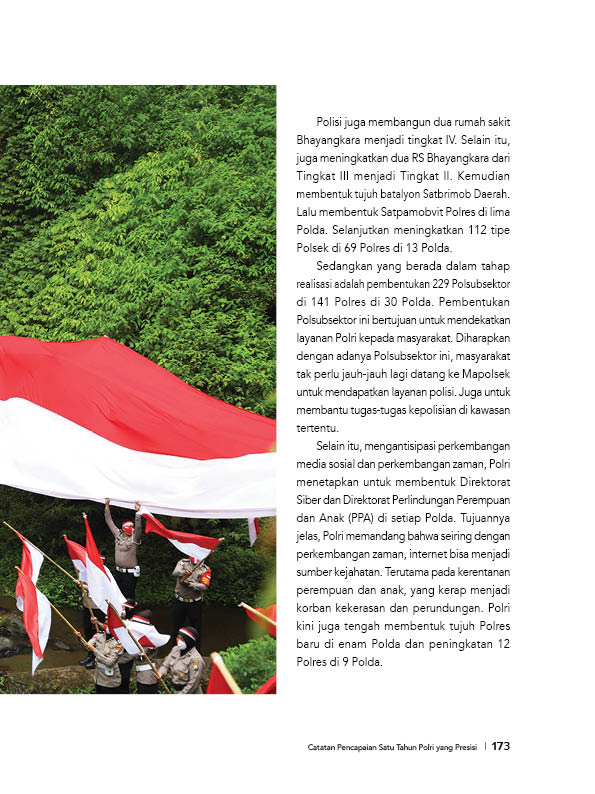 Polisi juga membangun dua rumah sakit
Bhayangkara menjadi tingkat IV. Selain itu,
juga meningkatkan dua RS Bhayangkara dari
Tingkat III menjadi Tingkat II. Kemudian
membentuk tujuh batalyon Satbrimob Daerah.
Lalu membentuk Satpamobvit Polres di lima
Polda. Selanjutkan meningkatkan 112 tipe
Polsek di 69 Polres di 13 Polda.
Sedangkan yang berada dalam tahap
realisasi adalah pembentukan 229 Polsubsektor
di 141 Polres di 30 Polda. Pembentukan
Polsubsektor ini bertujuan untuk mendekatkan
layanan Polri kepada masyarakat. Diharapkan
dengan adanya Polsubsektor ini, masyarakat
tak perlu jauh-jauh lagi datang ke Mapolsek
untuk mendapatkan layanan polisi. Juga untuk
membantu tugas-tugas kepolisian di kawasan
tertentu.
Selain itu, mengantisipasi perkembangan
media sosial dan perkembangan zaman, Polri
menetapkan untuk membentuk Direktorat
Siber dan Direktorat Perlindungan Perempuan
dan Anak (PPA) di setiap Polda. Tujuannya
jelas, Polri memandang bahwa seiring dengan
perkembangan zaman, internet bisa menjadi
sumber kejahatan. Terutama pada kerentanan
perempuan dan anak, yang kerap menjadi
korban kekerasan dan perundungan. Polri
kini juga tengah membentuk tujuh Polres
baru di enam Polda dan peningkatan 12
Polres di 9 Polda.
Catatan Pencapaian Satu Tahun Polri yang Presisi | 173